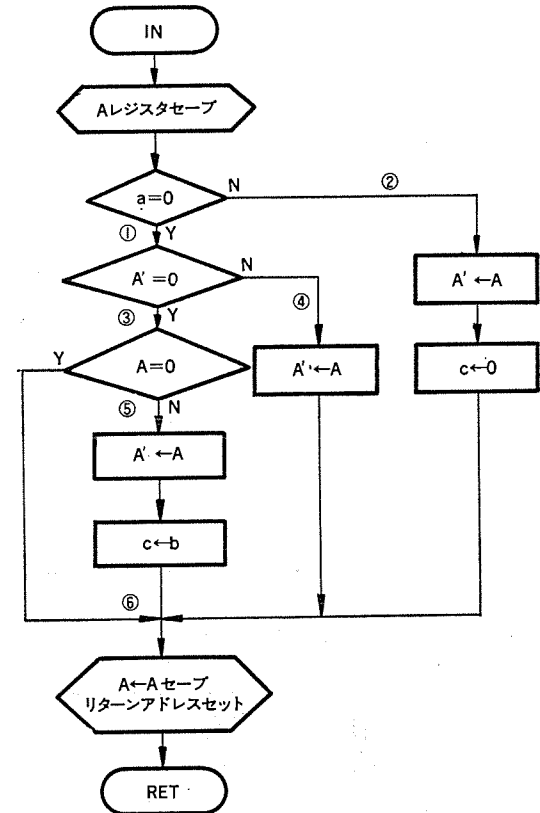 IN
Aレジスタセーブ
a=0
N
②
① Y
A' =0
N
④
③ Y
A' ←A
Y
A=0
A' ←A
c←0
⑤ N
A' ←A
c←b
⑥
A←A セーブ
リターンアドレスセット
RET